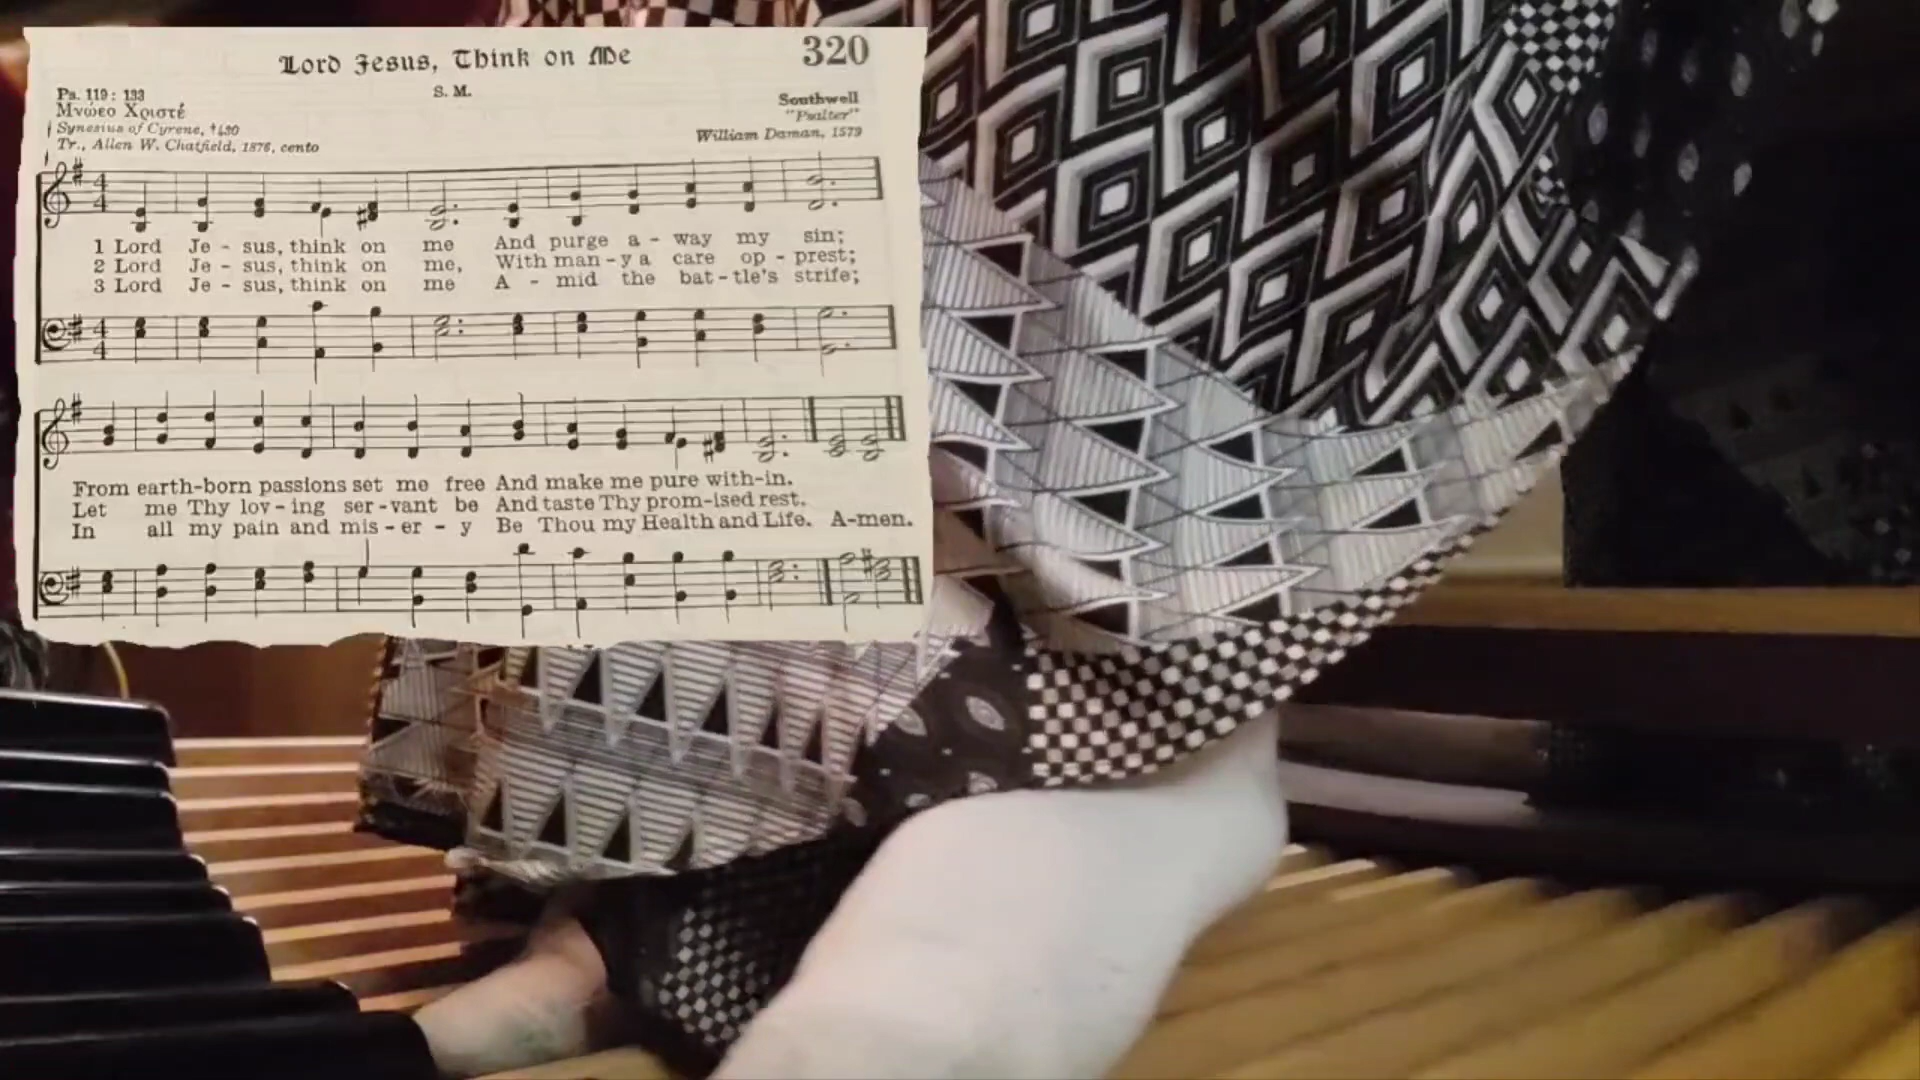 Lord Jesus, Think on Me
320
Ps. 119: 133
S. M.
Μνώεο Χριστέ
Southwell
Synesius of Cyrene, †430
"Psalter"
Tr., Allen W. Chatfield, 1876, cento
William Daman, 1579
1 Lord Je - sus, think on me And purge a - way my sin;
2 Lord Je - sus, think on me, With man - y a care op - prest;
3 Lord Je - sus, think on me A - mid the bat - tle's strife;
From earth-born passions set me free And make me pure with-in.
Let me Thy lov - ing ser - vant be And taste Thy prom-ised rest.
In all my pain and mis - er - y Be Thou my Health and Life. A-men.